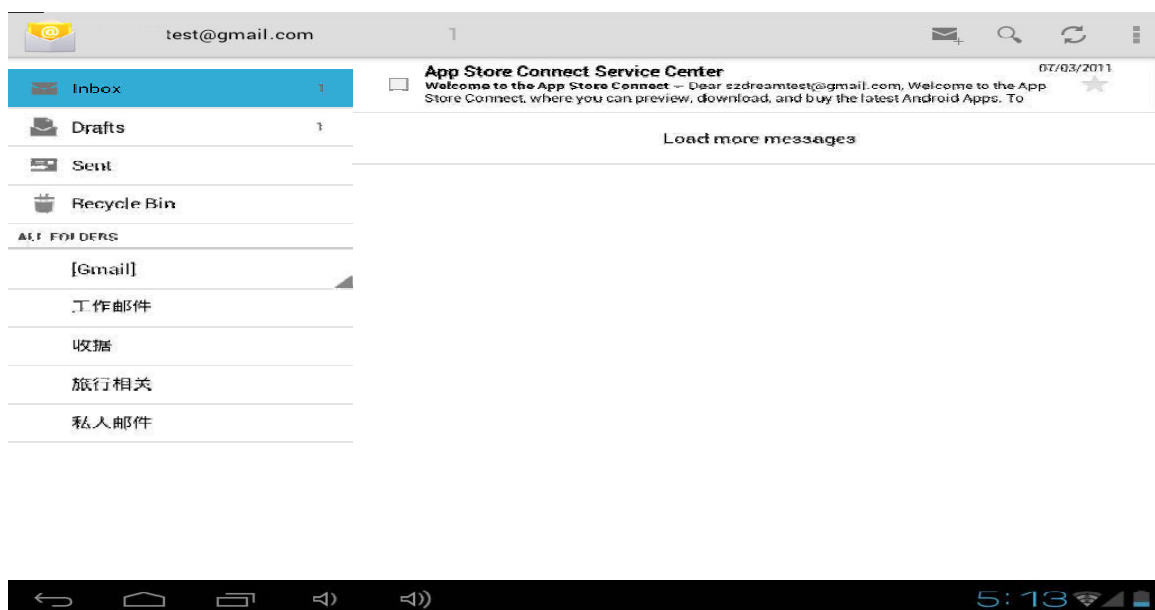 test@gmail.com 1
Inbox 1
Drafts 1
Sent
Recycle Bin
ALL FOLDERS
[Gmail]
工作邮件
收据
旅行相关
私人邮件
App Store Connect Service Center 07/03/2011
Welcome to the App Store Connect – Dear szdreamtest@gmail.com, Welcome to the App
Store Connect, where you can preview, download, and buy the latest Android Apps. To
Load more messages
5:13